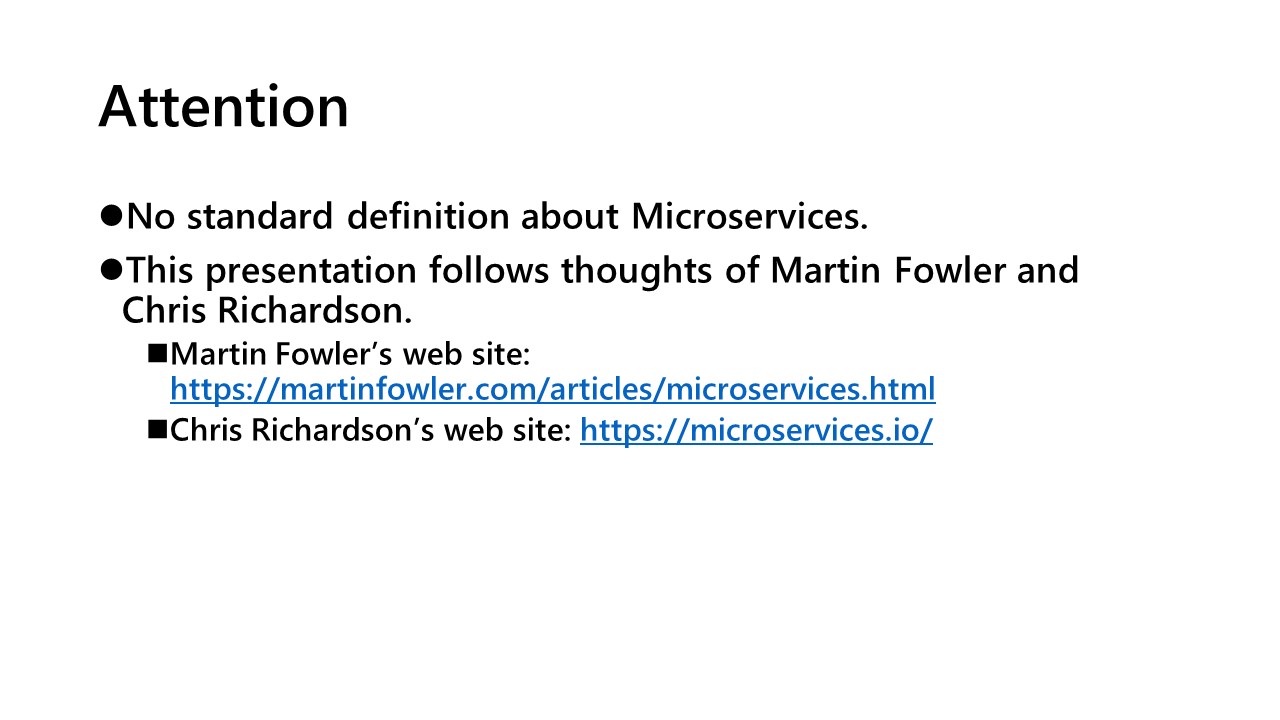 Attention
●No standard definition about Microservices.
●This presentation follows thoughts of Martin Fowler and
Chris Richardson.
■Martin Fowler’s web site:
https://martinfowler.com/articles/microservices.html
■Chris Richardson’s web site: https://microservices.io/